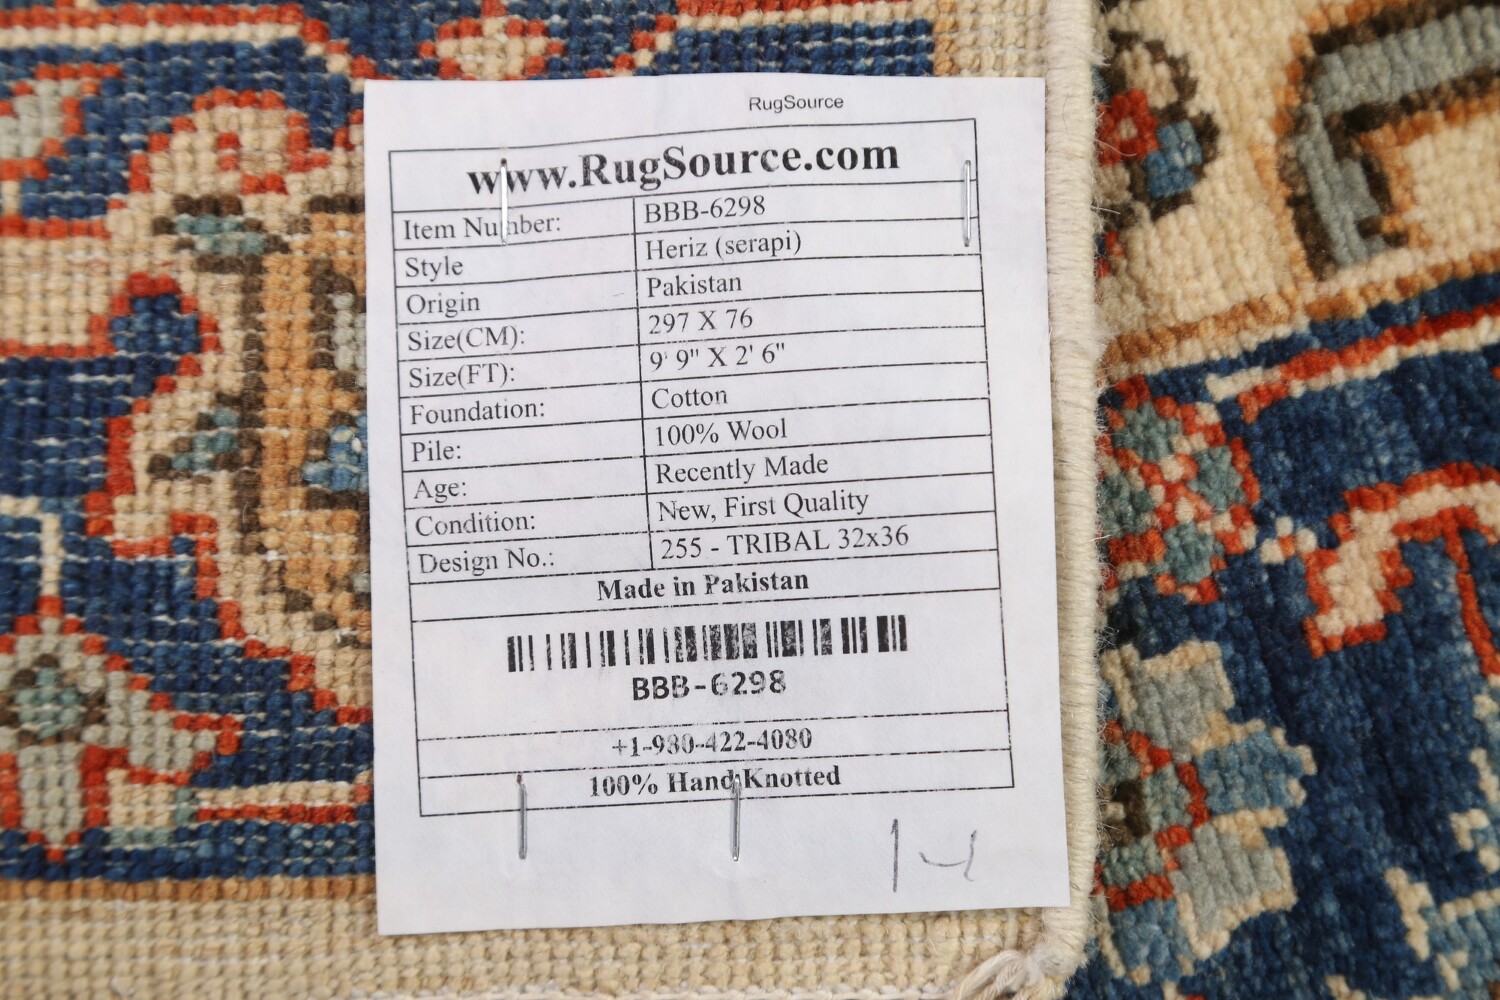 RugSource
www.RugSource.com
Item Number: BBB-6298
Style Heriz (serapi)
Origin Pakistan
Size(CM): 297 X 76
Size(FT): 9' 9" X 2' 6"
Foundation: Cotton
Pile: 100% Wool
Age: Recently Made
Condition: New, First Quality
Design No.: 255 - TRIBAL 32x36
Made in Pakistan
BBB-6298
+1-980-422-4080
100% Hand Knotted